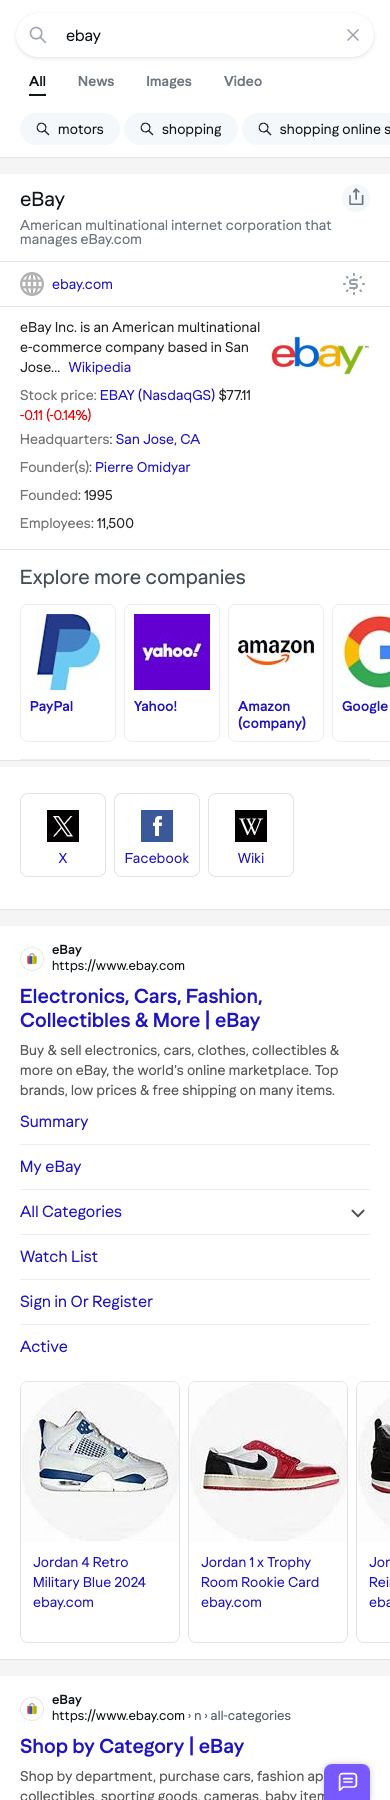 ebay
All News Images Video
motors shopping shopping online s
eBay
American multinational internet corporation that
manages eBay.com
ebay.com
eBay Inc. is an American multinational
e-commerce company based in San
Jose... Wikipedia
ebay™
Stock price: EBAY (NasdaqGS) $77.11
-0.11 (-0.14%)
Headquarters: San Jose, CA
Founder(s): Pierre Omidyar
Founded: 1995
Employees: 11,500
Explore more companies
yahoo!
amazon
PayPal Yahoo! Amazon Google
(company)
X Facebook Wiki
eBay
https://www.ebay.com
Electronics, Cars, Fashion,
Collectibles & More | eBay
Buy & sell electronics, cars, clothes, collectibles &
more on eBay, the world's online marketplace. Top
brands, low prices & free shipping on many items.
Summary
My eBay
All Categories
Watch List
Sign in Or Register
Active
Jordan 4 Retro
Military Blue 2024
ebay.com
Jordan 1 x Trophy
Room Rookie Card
ebay.com
Jor
Rei
eba
eBay
https://www.ebay.com › n › all-categories
Shop by Category | eBay
Shop by department, purchase cars, fashion ap
collectibles, sporting goods, cameras, baby item